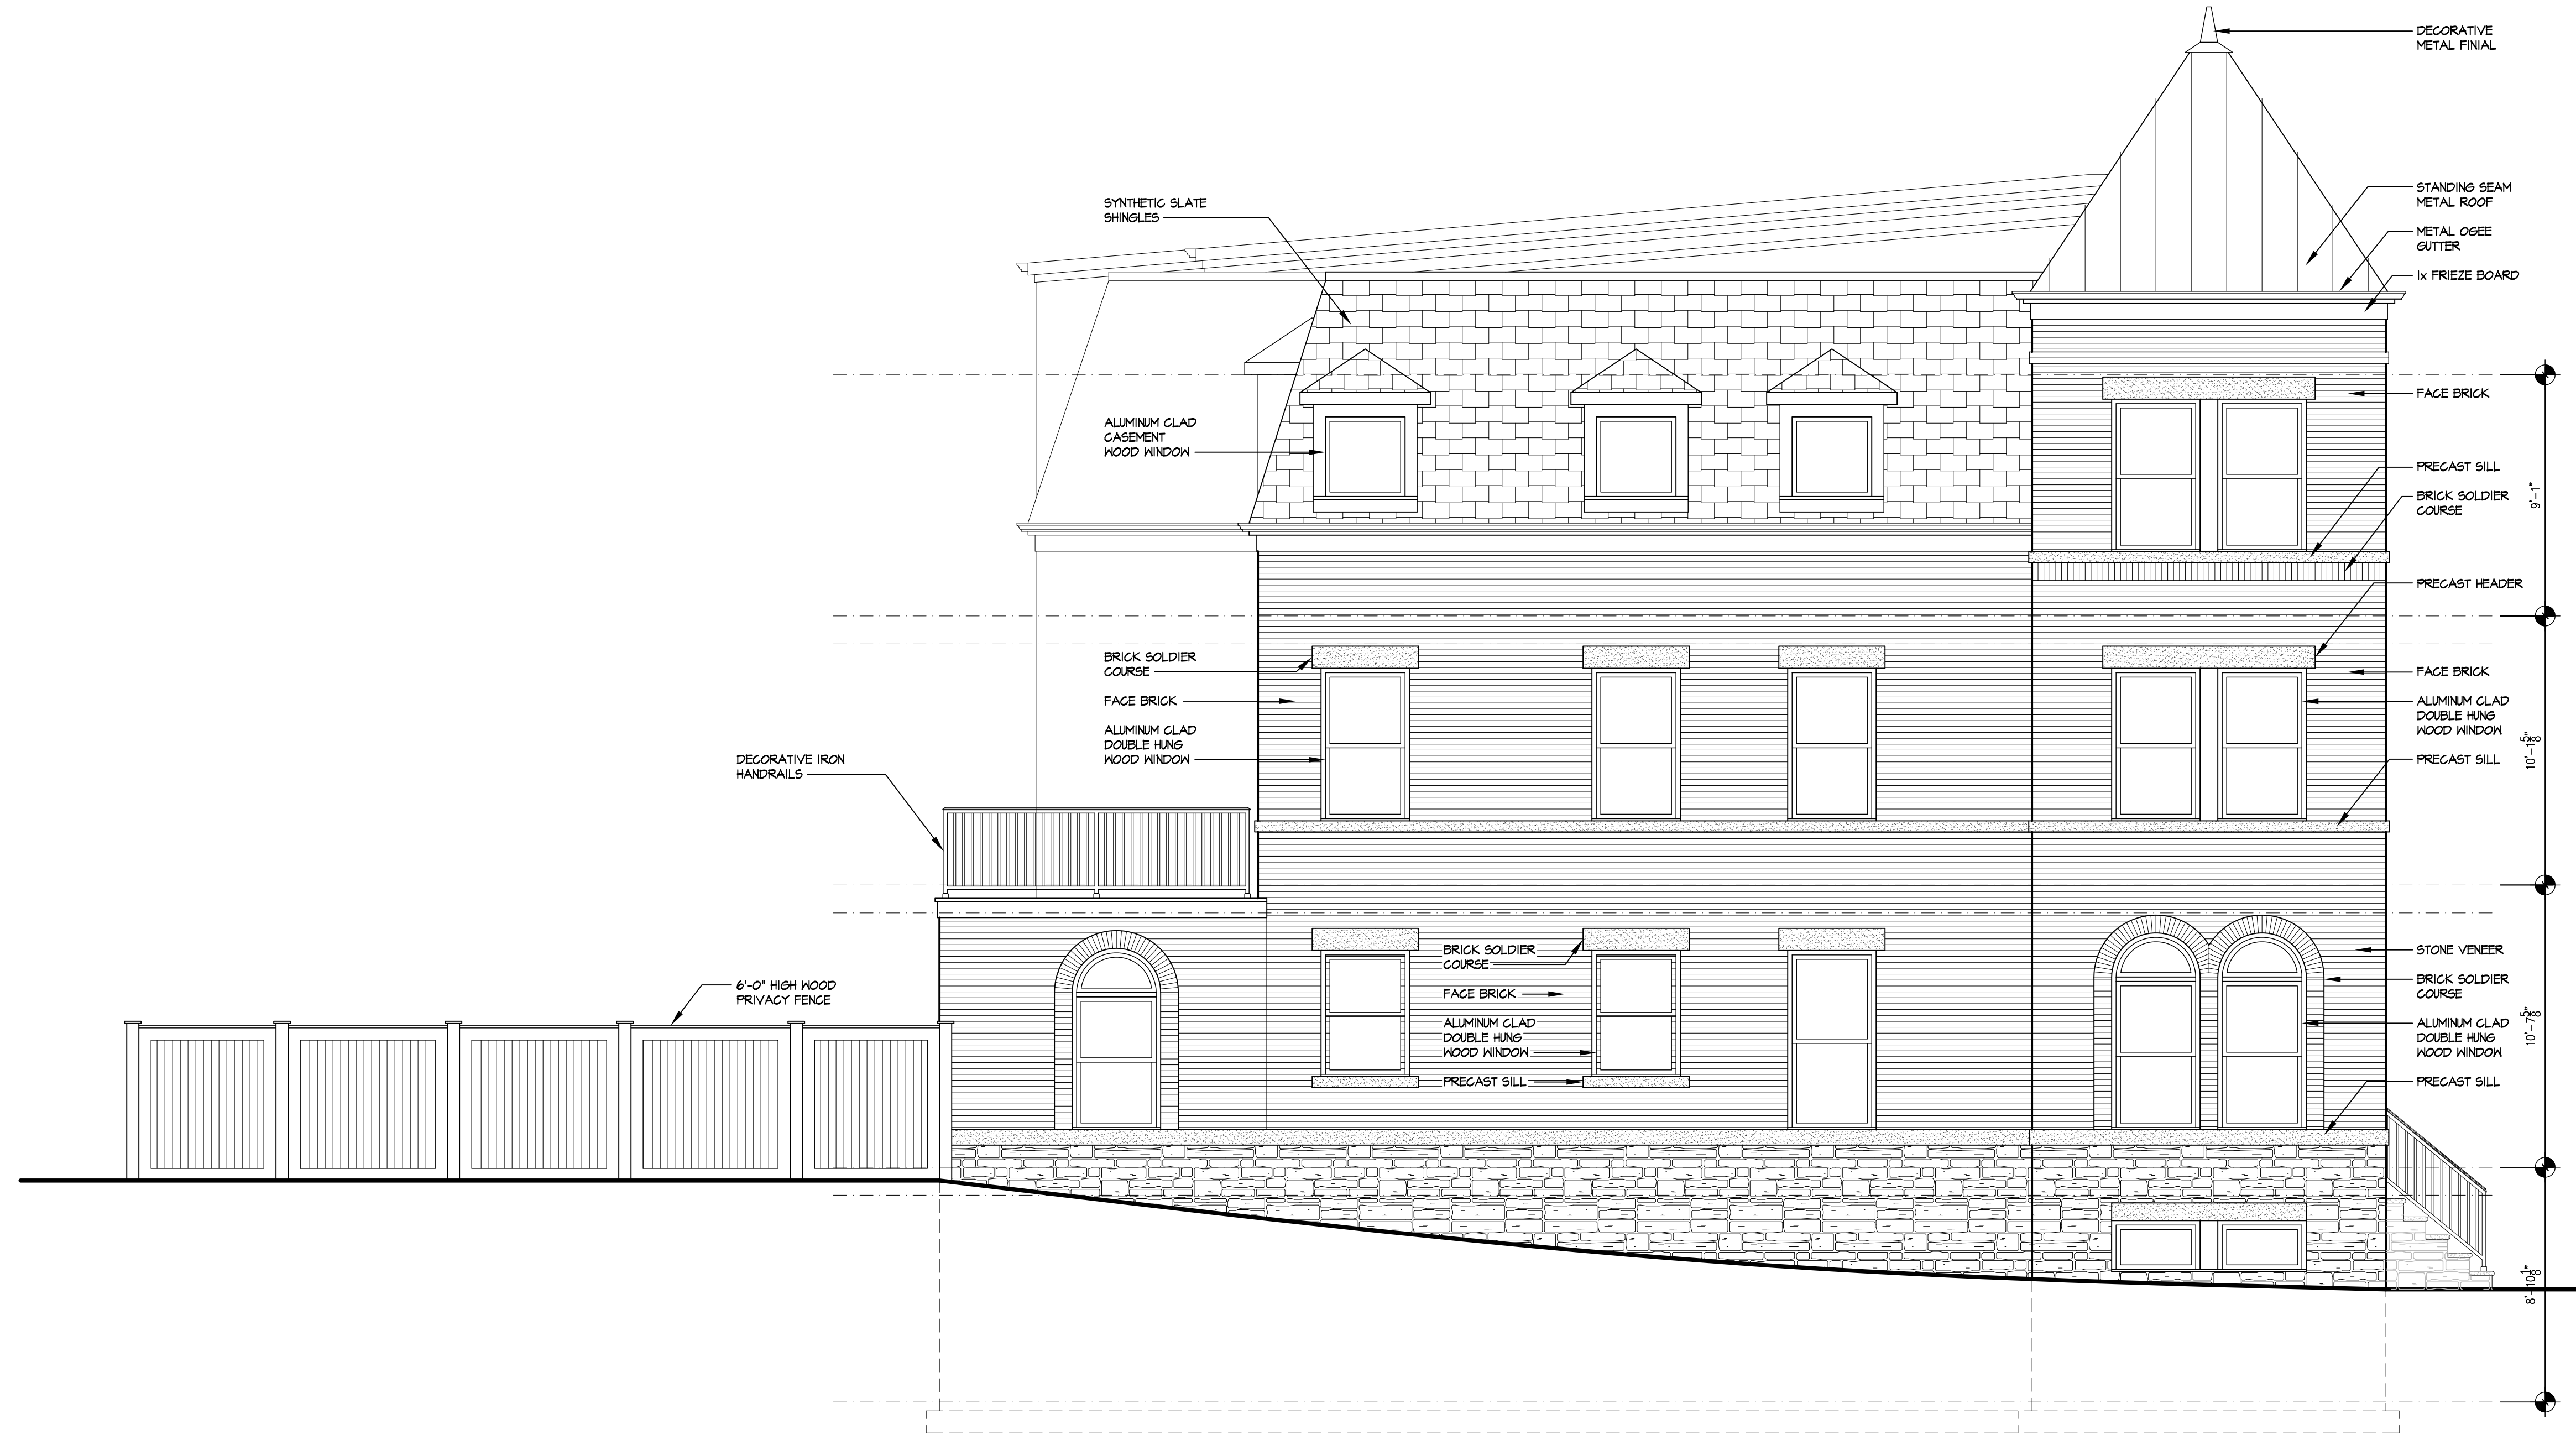 DECORATIVE
METAL FINIAL
SYNTHETIC SLATE
SHINGLES
STANDING SEAM
METAL ROOF
METAL OGEE
GUTTER
1x FRIEZE BOARD
FACE BRICK
ALUMINUM CLAD
CASEMENT
WOOD WINDOW
PRECAST SILL
BRICK SOLDIER
COURSE
9'-1"
PRECAST HEADER
BRICK SOLDIER
COURSE
FACE BRICK
ALUMINUM CLAD
DOUBLE HUNG
WOOD WINDOW
FACE BRICK
ALUMINUM CLAD
DOUBLE HUNG
WOOD WINDOW
PRECAST SILL
10'-1 5/8"
DECORATIVE IRON
HANDRAILS
BRICK SOLDIER
COURSE
FACE BRICK
ALUMINUM CLAD
DOUBLE HUNG
WOOD WINDOW
PRECAST SILL
STONE VENEER
BRICK SOLDIER
COURSE
ALUMINUM CLAD
DOUBLE HUNG
WOOD WINDOW
PRECAST SILL
10'-7 5/8"
6'-0" HIGH WOOD
PRIVACY FENCE
8'-10 1/8"